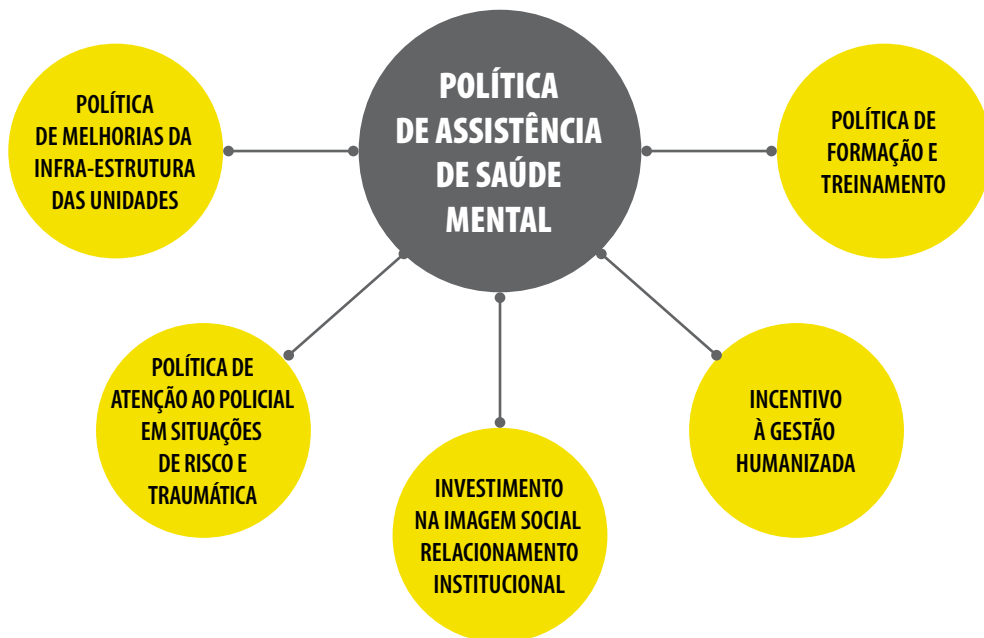 POLÍTICA
DE ASSISTÊNCIA
DE SAÚDE
MENTAL
POLÍTICA
DE MELHORIAS DA
INFRA-ESTRUTURA
DAS UNIDADES
POLÍTICA DE
FORMAÇÃO E
TREINAMENTO
POLÍTICA DE
ATENÇÃO AO POLICIAL
EM SITUAÇÕES
DE RISCO E
TRAUMÁTICA
INVESTIMENTO
NA IMAGEM SOCIAL
RELACIONAMENTO
INSTITUCIONAL
INCENTIVO
À GESTÃO
HUMANIZADA